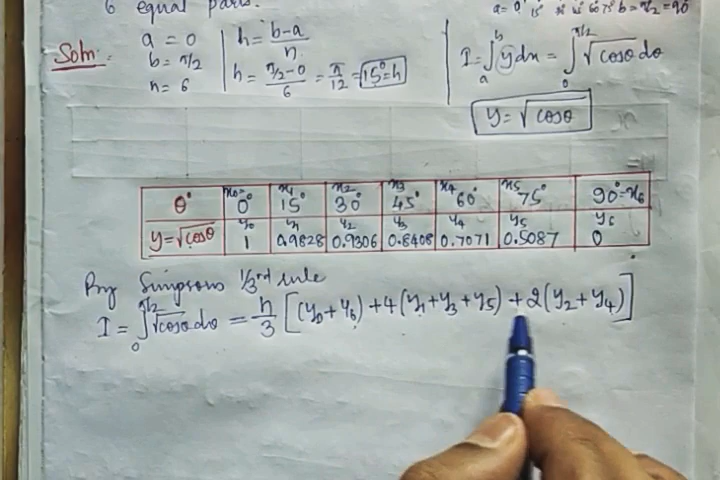 6 equal parts.
a=0° 15° 60 75° b=π/2=90
Soln:
a = 0
b = π/2
n = 6
h = b-a/n
h = π/2-0/6 = π/12 = 15°=h
I = ∫_a^b y dx = ∫_0^π/2 √cosθ dθ
y = √cosθ
θ° x0= 0° x1 15° x2 30° x3 45° x4 60° x5 75° 90°=x6
y=√cosθ y0 1 y1 0.9828 y2 0.9306 y3 0.8408 y4 0.7071 y5 0.5087 y6 0
By Simpsons 1/3rd rule
I = ∫_0^π/2 √cosθ dθ = h/3 [(y0+y6)+4(y1+y3+y5)+2(y2+y4)]